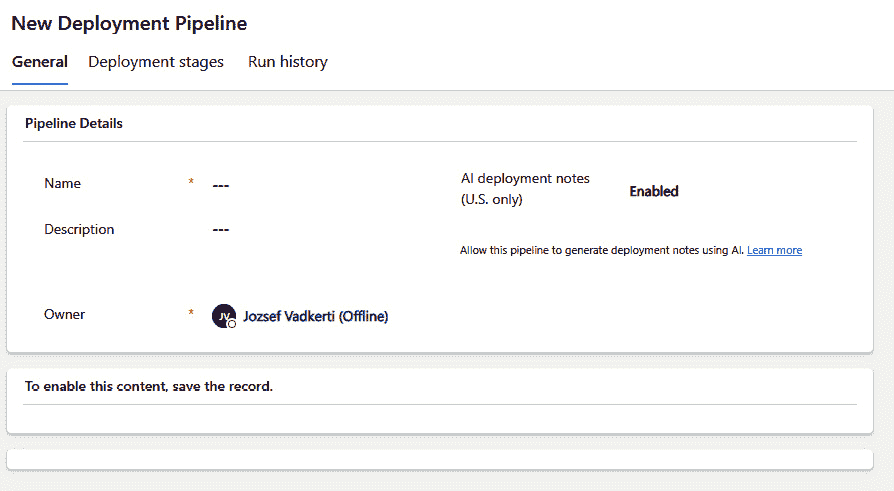 New Deployment Pipeline
General Deployment stages Run history
Pipeline Details
Name * ---
AI deployment notes
(U.S. only)
Enabled
Description ---
Allow this pipeline to generate deployment notes using AI. Learn more
Owner * JV Jozsef Vadkerti (Offline)
To enable this content, save the record.